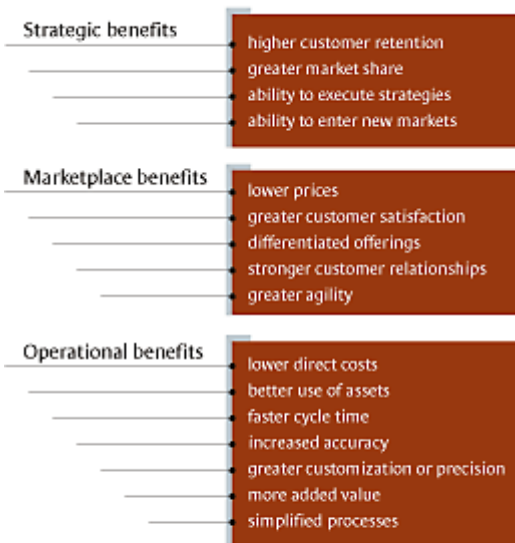 Strategic benefits
higher customer retention
greater market share
ability to execute strategies
ability to enter new markets
Marketplace benefits
lower prices
greater customer satisfaction
differentiated offerings
stronger customer relationships
greater agility
Operational benefits
lower direct costs
better use of assets
faster cycle time
increased accuracy
greater customization or precision
more added value
simplified processes